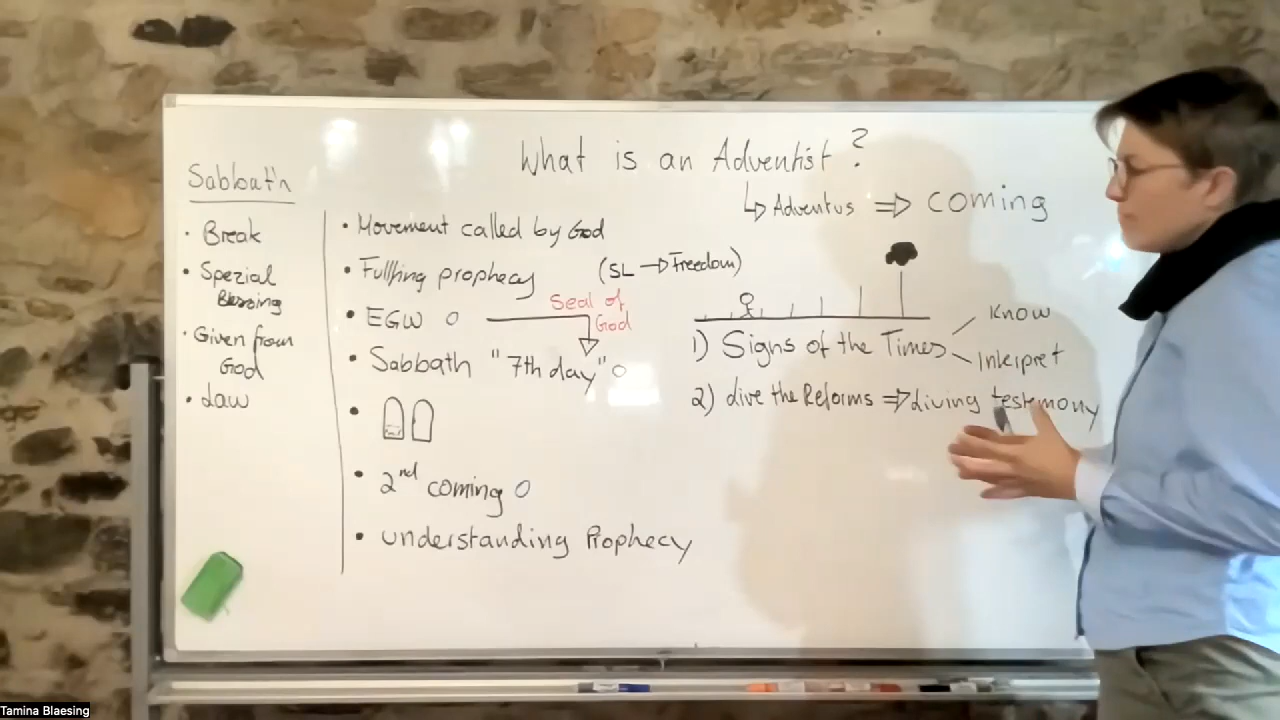 What is an Adventist?
↳ Adventus ⇒ coming
Sabbath
• Break
• Spezial
Blessing
• Given from
God
• Law
• Movement called by God
• Fullfing prophecy (SL → Freedom)
• EGW o
Seal of
God
• Sabbath "7th day" o
• 2nd coming o
• understanding Prophecy
1) Signs of the Times
Know
Interpret
2) Live the Reforms ⇒ Living testemony
Tamina Blaesing